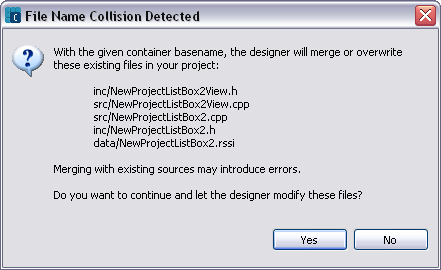 File Name Collision Detected
With the given container basename, the designer will merge or overwrite
these existing files in your project:
inc/NewProjectListBox2View.h
src/NewProjectListBox2View.cpp
src/NewProjectListBox2.cpp
inc/NewProjectListBox2.h
data/NewProjectListBox2.rssi
Merging with existing sources may introduce errors.
Do you want to continue and let the designer modify these files?
Yes No